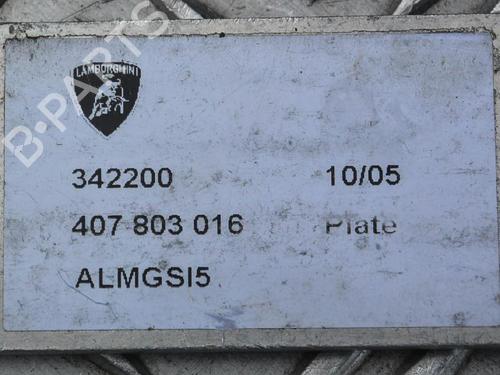 B-PARTS
LAMBORGHINI
342200 10/05
407 803 016 Plate
ALMGSI5